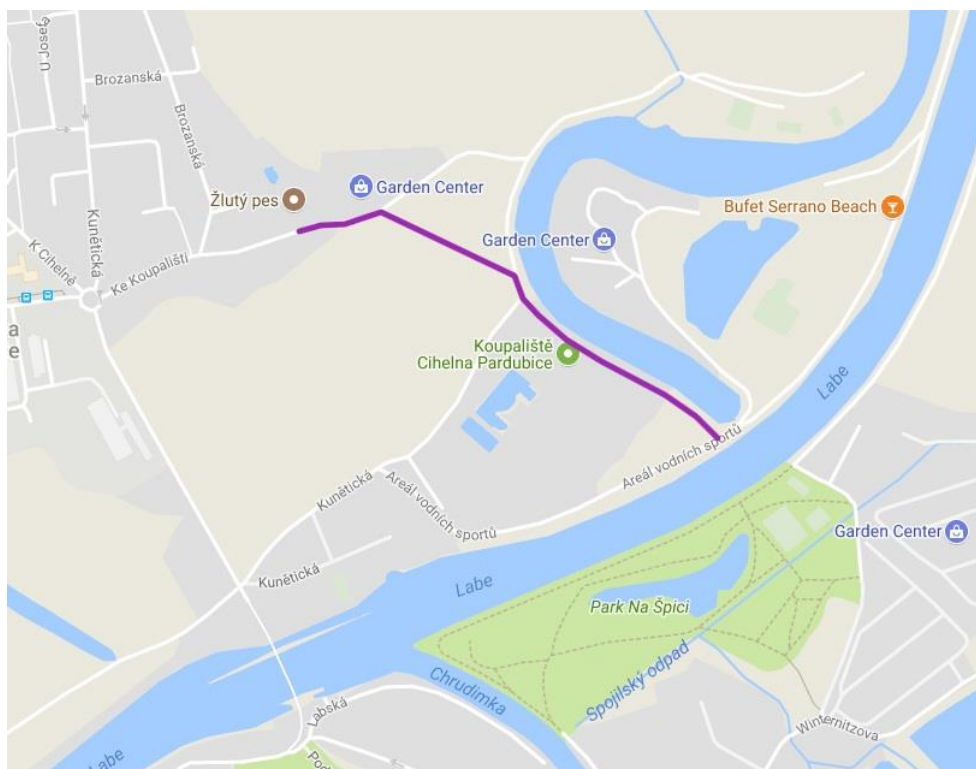 U Josefa
Brozanská
Brozanská
Žlutý pes
Garden Center
Kunětická
K Cihelně
Ke Koupališti
Garden Center
Bufet Serrano Beach
a
e
Koupaliště
Cihelna Pardubice
Labe
Areál vodních sportů
Kunětická
Areál vodních sportů
Garden Center
Kunětická
Labe
Park Na Špici
Chrudimka
Spojilský odpad
Labská
Winternitzova
Labe